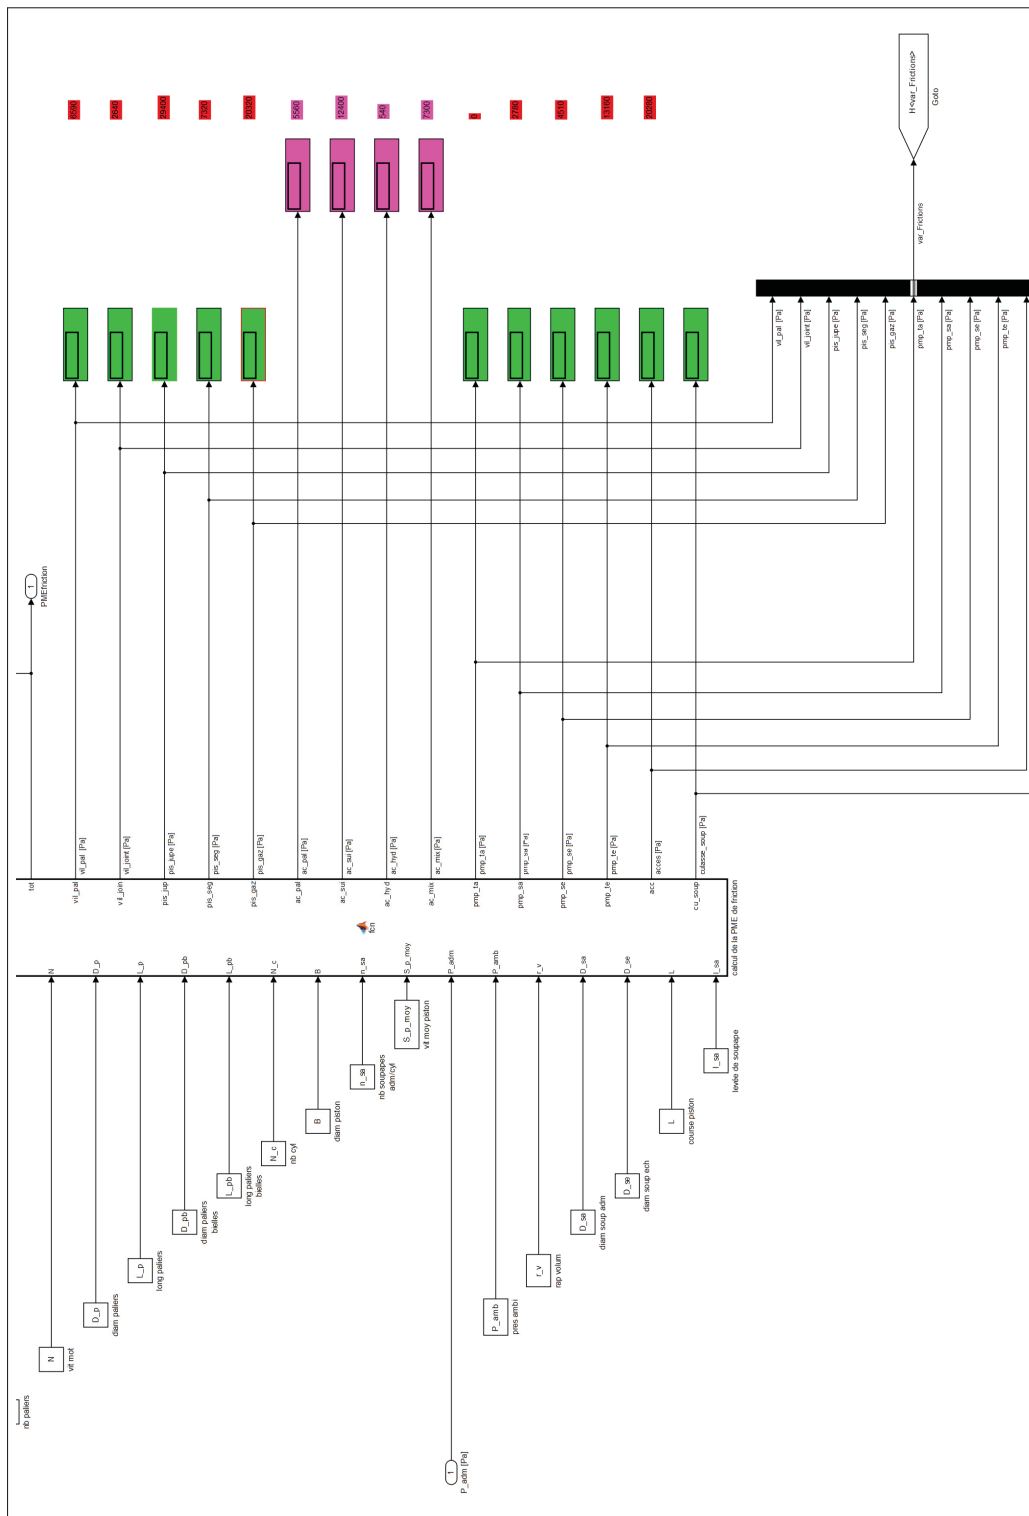 nb paliers
N
vit mot
D_p
diam paliers
L_p
long paliers
D_pb
diam paliers
bielles
L_pb
long paliers
bielles
N_c
nb cyl
B
diam piston
n_sa
nb soupapes
adm/cyl
S_p_moy
vit moy piston
1
P_adm [Pa]
P_amb
pres ambi
r_v
rap volum
D_sa
diam soup adm
D_se
diam soup ech
L
course piston
l_sa
levée de soupape
N
D_p
L_p
D_pb
L_pb
N_c
B
n_sa
S_p_moy
P_adm
P_amb
r_v
D_sa
D_se
L
l_sa
fcn
calcul de la PME de friction
tot
vil_pal
vil_join
pis_jup
pis_seg
pis_gaz
ac_pal
ac_sui
ac_hyd
ac_mix
pmp_ta
pmp_sa
pmp_se
pmp_te
acc
cu_soup
vil_pal [Pa]
vil_joint [Pa]
pis_jupe [Pa]
pis_seg [Pa]
pis_gaz [Pa]
ac_pal [Pa]
ac_sui [Pa]
ac_hyd [Pa]
ac_mix [Pa]
pmp_ta [Pa]
pmp_sa [Pa]
pmp_se [Pa]
pmp_te [Pa]
acces [Pa]
culasse_soup [Pa]
1
PMEfriction
6590
2840
29400
7320
20320
5560
12400
540
7300
0
2780
4510
13160
20280
vil_pal [Pa]
vil_joint [Pa]
pis_jupe [Pa]
pis_seg [Pa]
pis_gaz [Pa]
pmp_ta [Pa]
pmp_sa [Pa]
pmp_se [Pa]
pmp_te [Pa]
var_Frictions
H<var_Frictions>
Goto